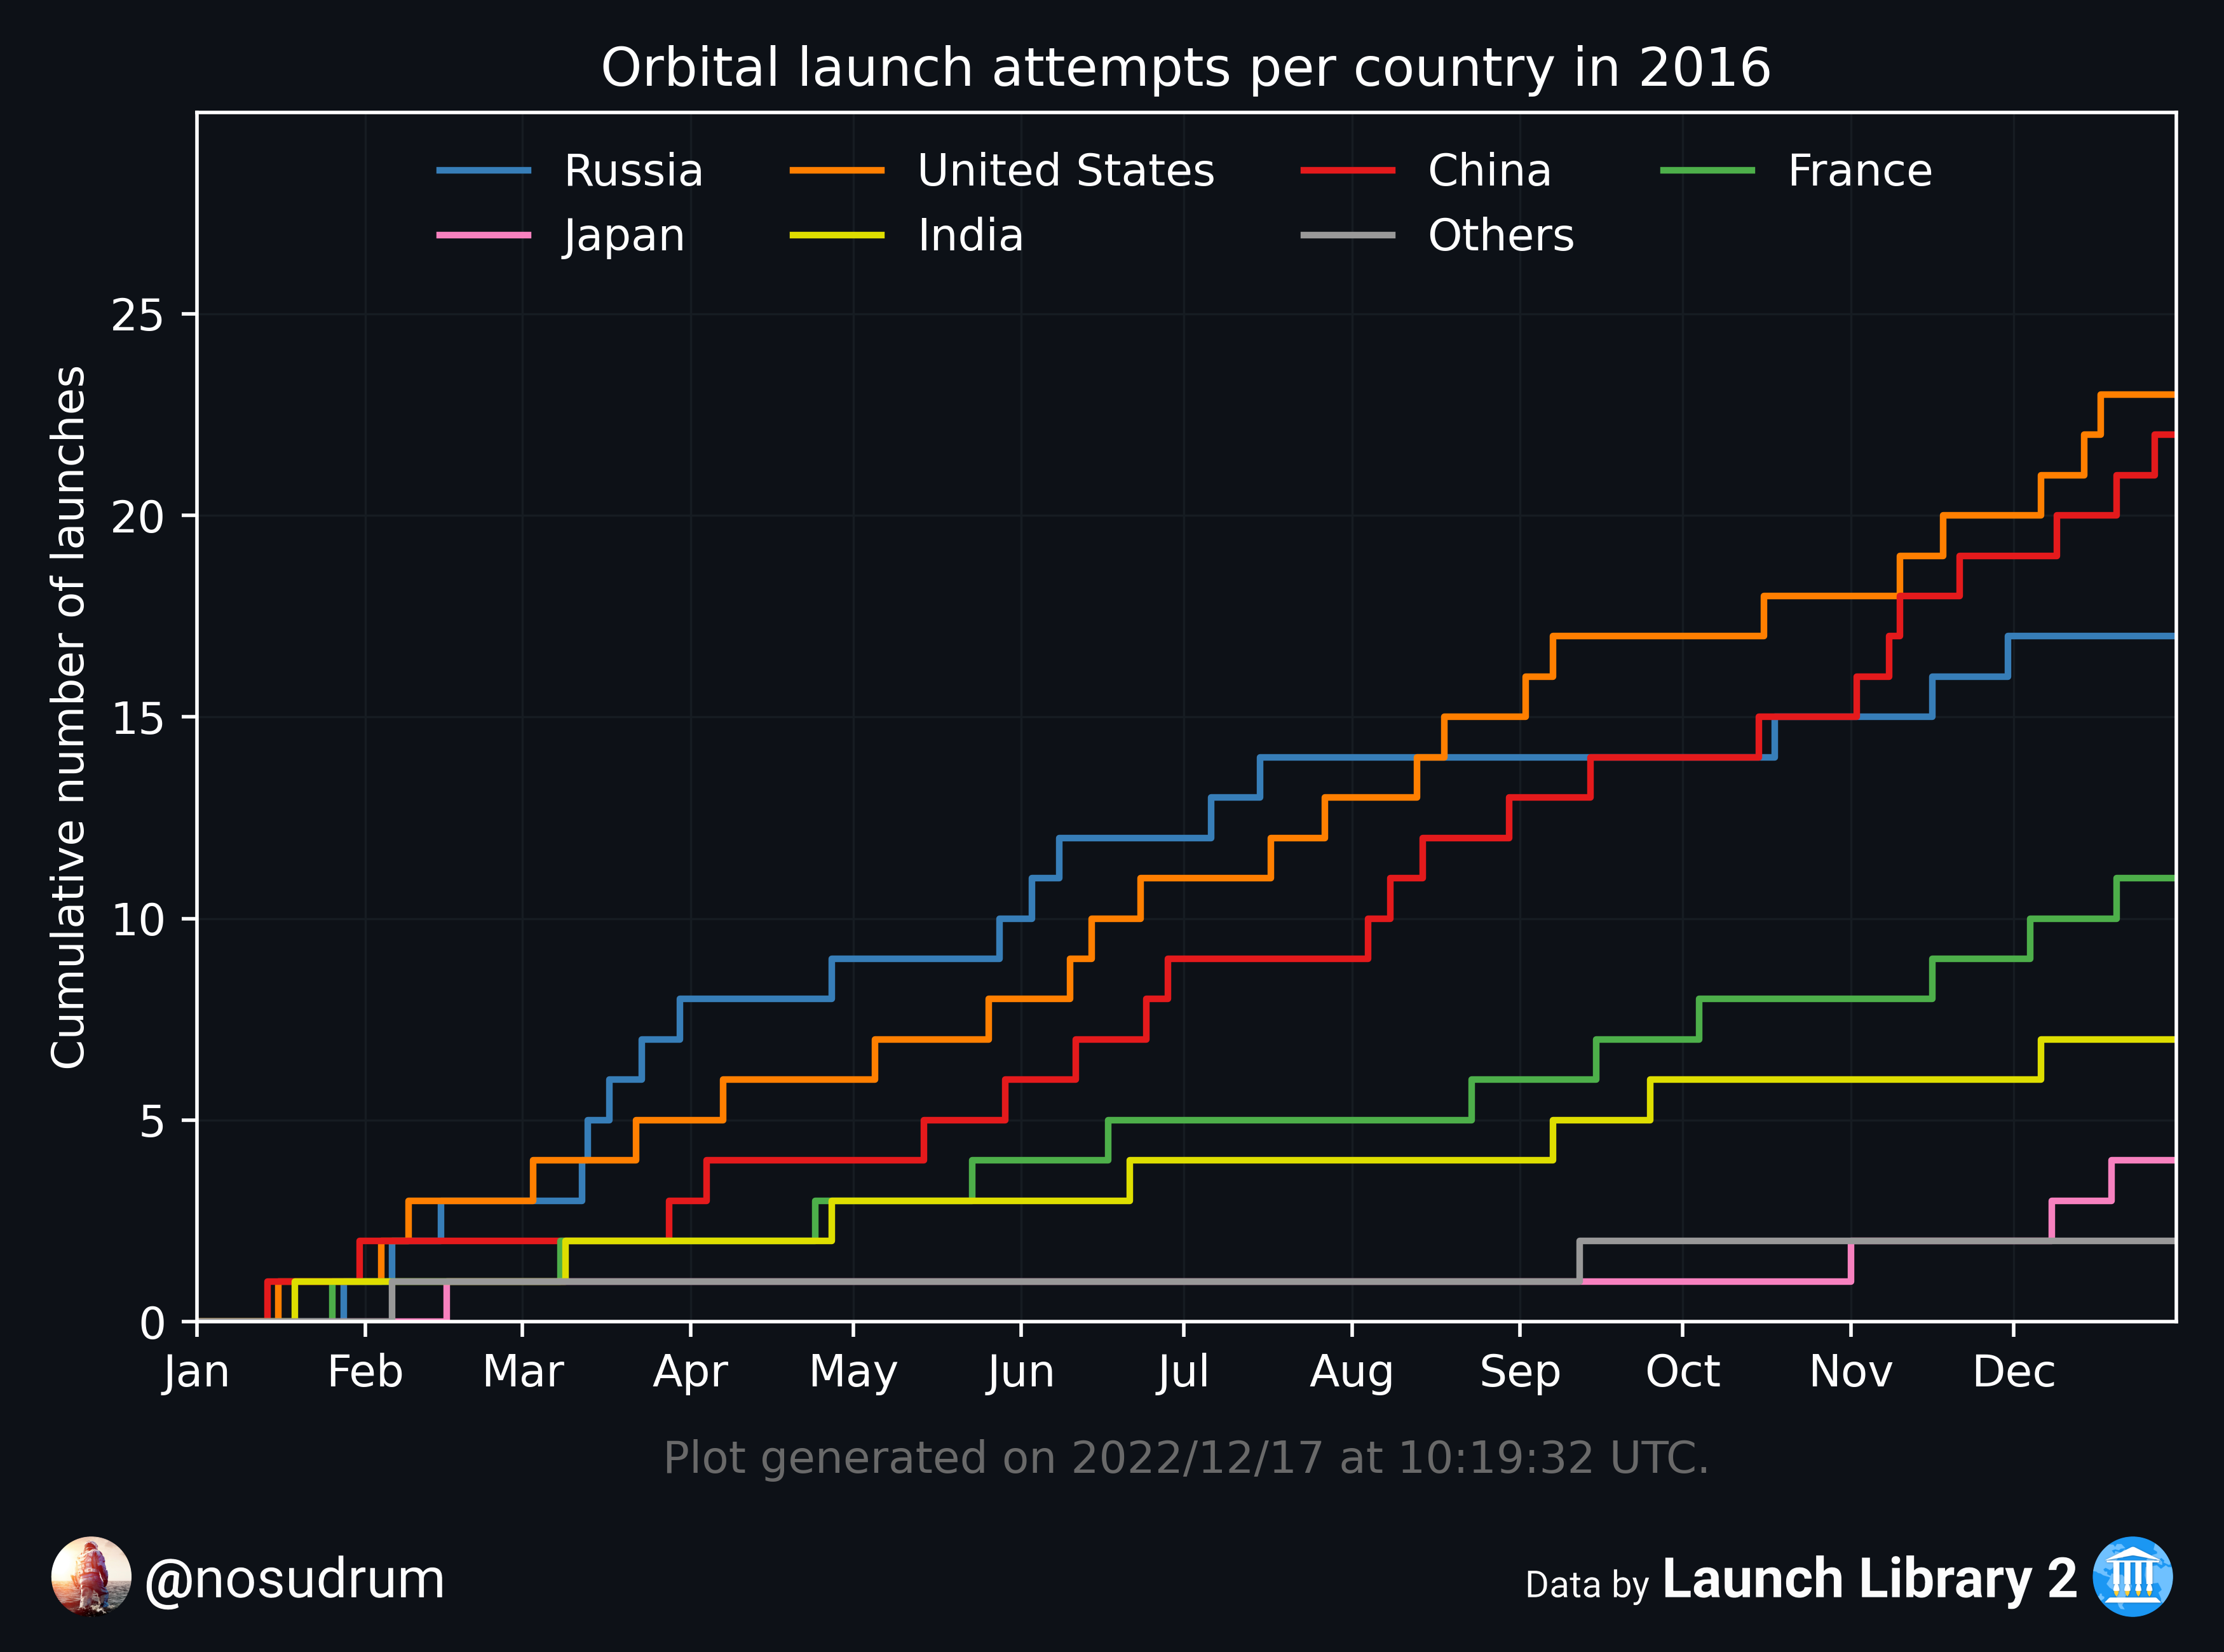 Orbital launch attempts per country in 2016
Russia United States China France
Japan India Others
Cumulative number of launches
25
20
15
10
5
0
Jan Feb Mar Apr May Jun Jul Aug Sep Oct Nov Dec
Plot generated on 2022/12/17 at 10:19:32 UTC.
@nosudrum
Data by Launch Library 2